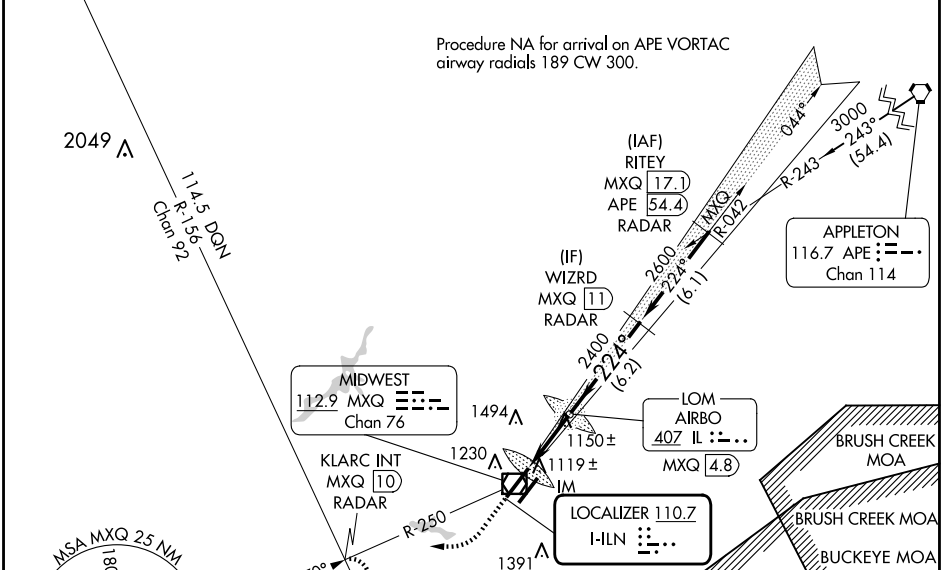 Procedure NA for arrival on APE VORTAC
airway radials 189 CW 300.
2049
114.5 DQN
R-156
Chan 92
(IAF)
RITEY
MXQ 17.1
APE 54.4
RADAR
044°
3000
243°
(54.4)
R-243
MXQ
R-042
APPLETON
116.7 APE
Chan 114
(IF)
WIZRD
MXQ 11
RADAR
2600
224°
(6.1)
2400
224°
(6.2)
MIDWEST
112.9 MXQ
Chan 76
1494
1150 ±
LOM
AIRBO
407 IL
MXQ 4.8
BRUSH CREEK
MOA
1230
1119 ±
IM
KLARC INT
MXQ 10
RADAR
R-250
LOCALIZER 110.7
I-ILN
BRUSH CREEK MOA
BUCKEYE MOA
1391
MSA MXQ 25 NM